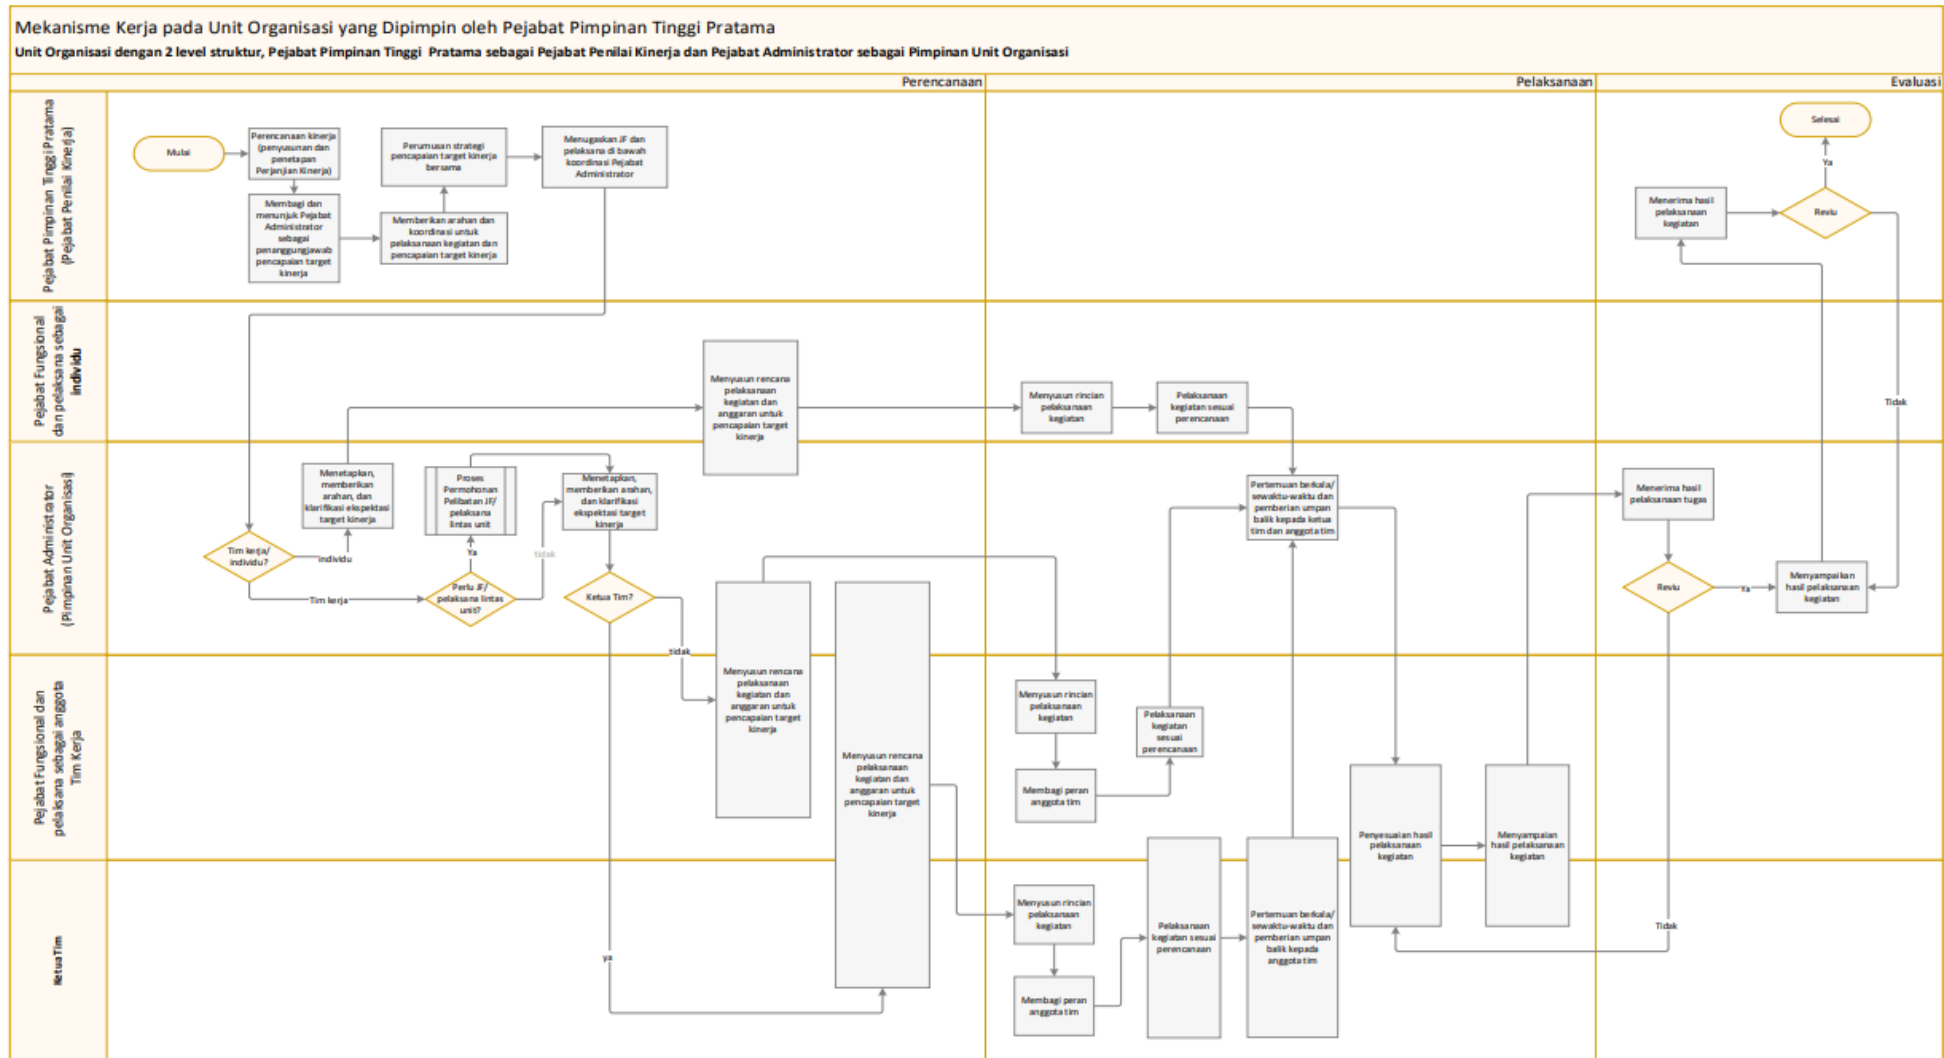 Mekanisme Kerja pada Unit Organisasi yang Dipimpin oleh Pejabat Pimpinan Tinggi Pratama
Unit Organisasi dengan 2 level struktur, Pejabat Pimpinan Tinggi Pratama sebagai Pejabat Penilai Kinerja dan Pejabat Administrator sebagai Pimpinan Unit Organisasi
Perencanaan
Pelaksanaan
Evaluasi
Pejabat Pimpinan Tinggi Pratama
(Pejabat Penilai Kinerja)
Mulai
Perencanaan kinerja
(penyusunan dan
penetapan
Perjanjian Kinerja)
Membagi dan
menunjuk Pejabat
Administrator
sebagai
penanggungjawab
pencapaian target
kinerja
Perumusan strategi
pencapaian target kinerja
bersama
Memberikan arahan dan
koordinasi untuk
pelaksanaan kegiatan dan
pencapaian target kinerja
Menugaskan JF dan
pelaksana di bawah
koordinasi Pejabat
Administrator
Selesai
Ya
Menerima hasil
pelaksanaan
kegiatan
Reviu
Tidak
Pejabat Fungsional
dan pelaksana sebagai
individu
Menyusun rencana
pelaksanaan
kegiatan dan
anggaran untuk
pencapaian target
kinerja
Menyusun rincian
pelaksanaan
kegiatan
Pelaksanaan
kegiatan sesuai
perencanaan
Pejabat Administrator
(Pimpinan Unit Organisasi)
Tim kerja/
individu?
individu
Tim kerja
Menetapkan,
memberikan
arahan, dan
klarifikasi ekspektasi
target kinerja
Proses
Permohonan
Pelibatan JF/
pelaksana
lintas unit
Ya
tidak
Perlu JF/
pelaksana lintas
unit?
Menetapkan,
memberikan arahan,
dan klarifikasi
ekspektasi target
kinerja
Ketua Tim?
tidak
ya
Pertemuan berkala/
sewaktu-waktu dan
pemberian umpan
balik kepada ketua
tim dan anggota tim
Menerima hasil
pelaksanaan tugas
Reviu
Ya
Tidak
Menyampaikan
hasil pelaksanaan
kegiatan
Pejabat Fungsional dan
pelaksana sebagai anggota
Tim Kerja
Menyusun rencana
pelaksanaan
kegiatan dan
anggaran untuk
pencapaian target
kinerja
Menyusun rencana
pelaksanaan
kegiatan dan
anggaran untuk
pencapaian target
kinerja
Menyusun rincian
pelaksanaan
kegiatan
Membagi peran
anggota tim
Pelaksanaan
kegiatan
sesuai
perencanaan
Penyesuaian hasil
pelaksanaan
kegiatan
Menyampaian
hasil pelaksanaan
kegiatan
Ketua Tim
Menyusun rincian
pelaksanaan
kegiatan
Membagi peran
anggota tim
Pelaksanaan
kegiatan sesuai
perencanaan
Pertemuan berkala/
sewaktu-waktu dan
pemberian umpan
balik kepada
anggota tim